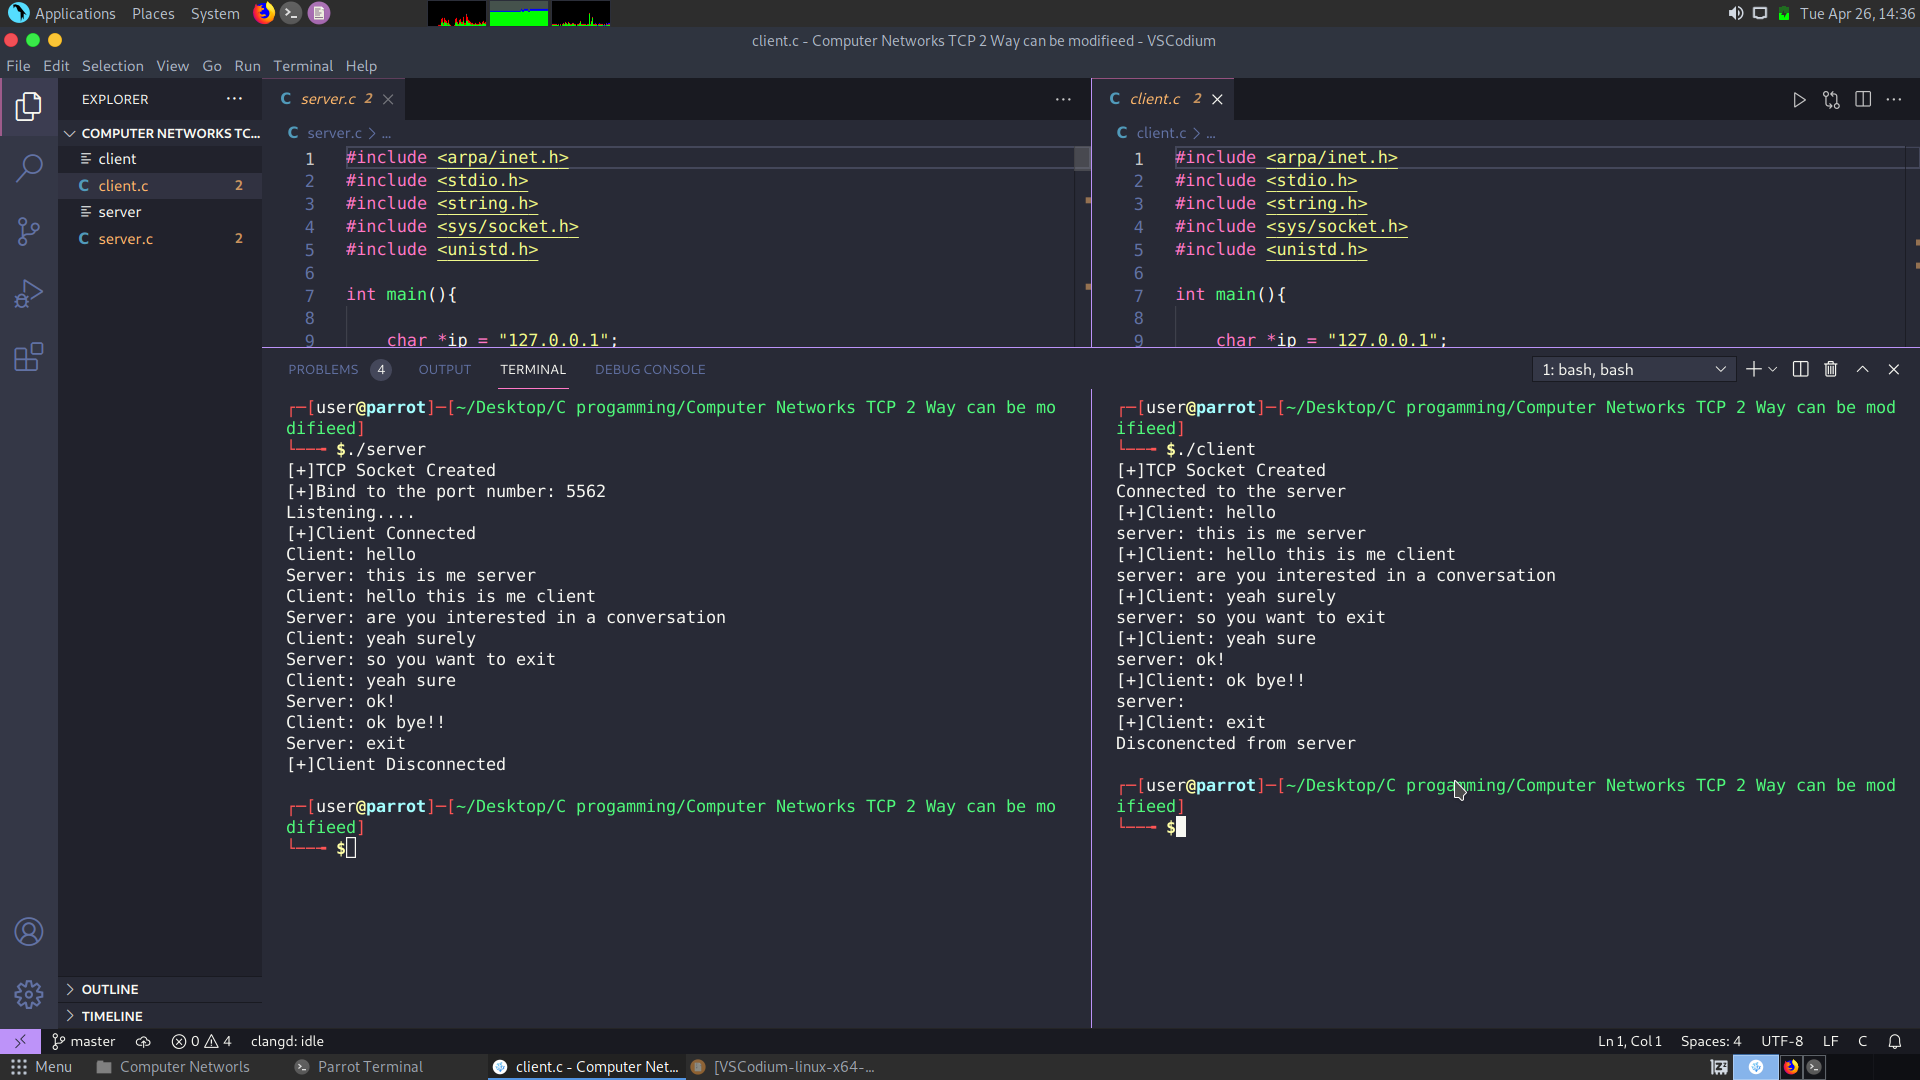 Applications Places System
Tue Apr 26, 14:36
client.c - Computer Networks TCP 2 Way can be modifieed - VSCodium
File Edit Selection View Go Run Terminal Help
EXPLORER
COMPUTER NETWORKS TC...
client
client.c 2
server
server.c 2
OUTLINE
TIMELINE
server.c 2
server.c > ...
1 #include <arpa/inet.h>
2 #include <stdio.h>
3 #include <string.h>
4 #include <sys/socket.h>
5 #include <unistd.h>
6
7 int main(){
8
9 char *ip = "127.0.0.1";
client.c 2
client.c > ...
1 #include <arpa/inet.h>
2 #include <stdio.h>
3 #include <string.h>
4 #include <sys/socket.h>
5 #include <unistd.h>
6
7 int main(){
8
9 char *ip = "127.0.0.1";
PROBLEMS 4 OUTPUT TERMINAL DEBUG CONSOLE
1: bash, bash
┌─[user@parrot]─[~/Desktop/C progamming/Computer Networks TCP 2 Way can be mo
difieed]
└──╼ $./server
[+]TCP Socket Created
[+]Bind to the port number: 5562
Listening....
[+]Client Connected
Client: hello
Server: this is me server
Client: hello this is me client
Server: are you interested in a conversation
Client: yeah surely
Server: so you want to exit
Client: yeah sure
Server: ok!
Client: ok bye!!
Server: exit
[+]Client Disconnected
┌─[user@parrot]─[~/Desktop/C progamming/Computer Networks TCP 2 Way can be mo
difieed]
└──╼ $
┌─[user@parrot]─[~/Desktop/C progamming/Computer Networks TCP 2 Way can be mod
ifieed]
└──╼ $./client
[+]TCP Socket Created
Connected to the server
[+]Client: hello
server: this is me server
[+]Client: hello this is me client
server: are you interested in a conversation
[+]Client: yeah surely
server: so you want to exit
[+]Client: yeah sure
server: ok!
[+]Client: ok bye!!
server:
[+]Client: exit
Disconencted from server
┌─[user@parrot]─[~/Desktop/C progamming/Computer Networks TCP 2 Way can be mod
ifieed]
└──╼ $
master 0 4 clangd: idle
Ln 1, Col 1 Spaces: 4 UTF-8 LF C
Menu Computer Networks Parrot Terminal client.c - Computer Net... [VSCodium-linux-x64-...